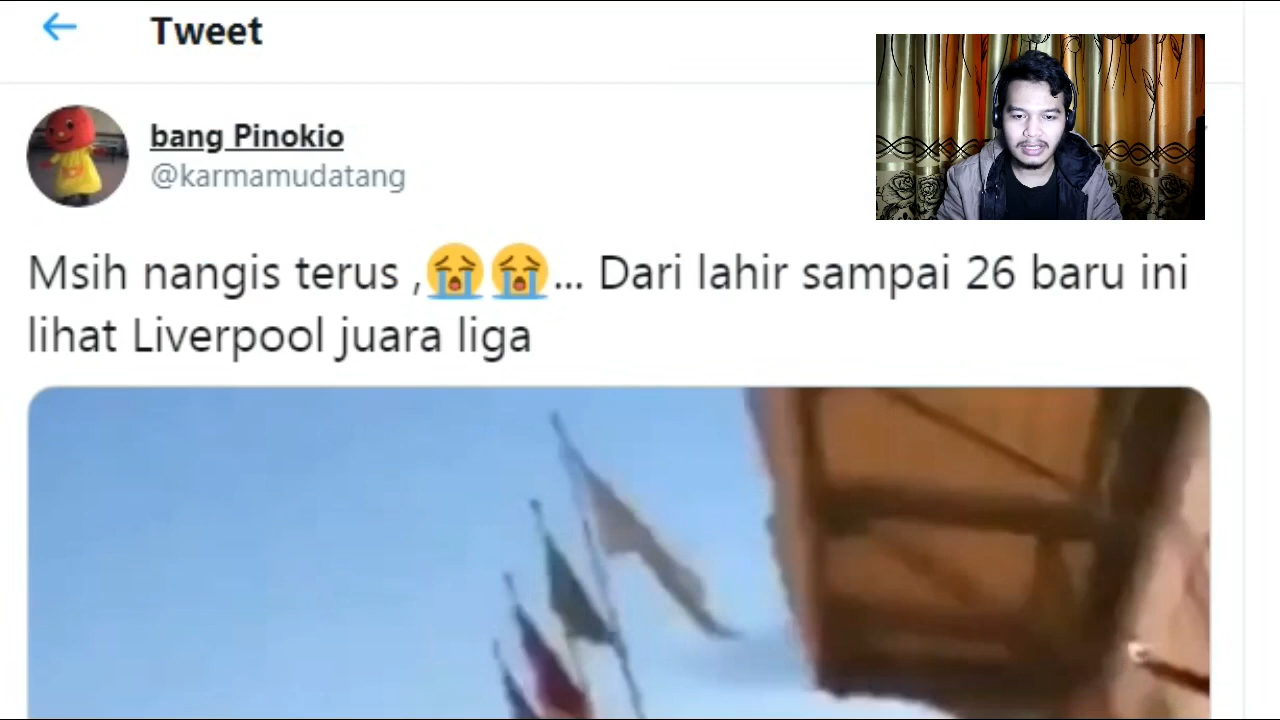 Tweet
bang Pinokio
@karmamudatang
Msih nangis terus ,😭😭... Dari lahir sampai 26 baru ini
lihat Liverpool juara liga